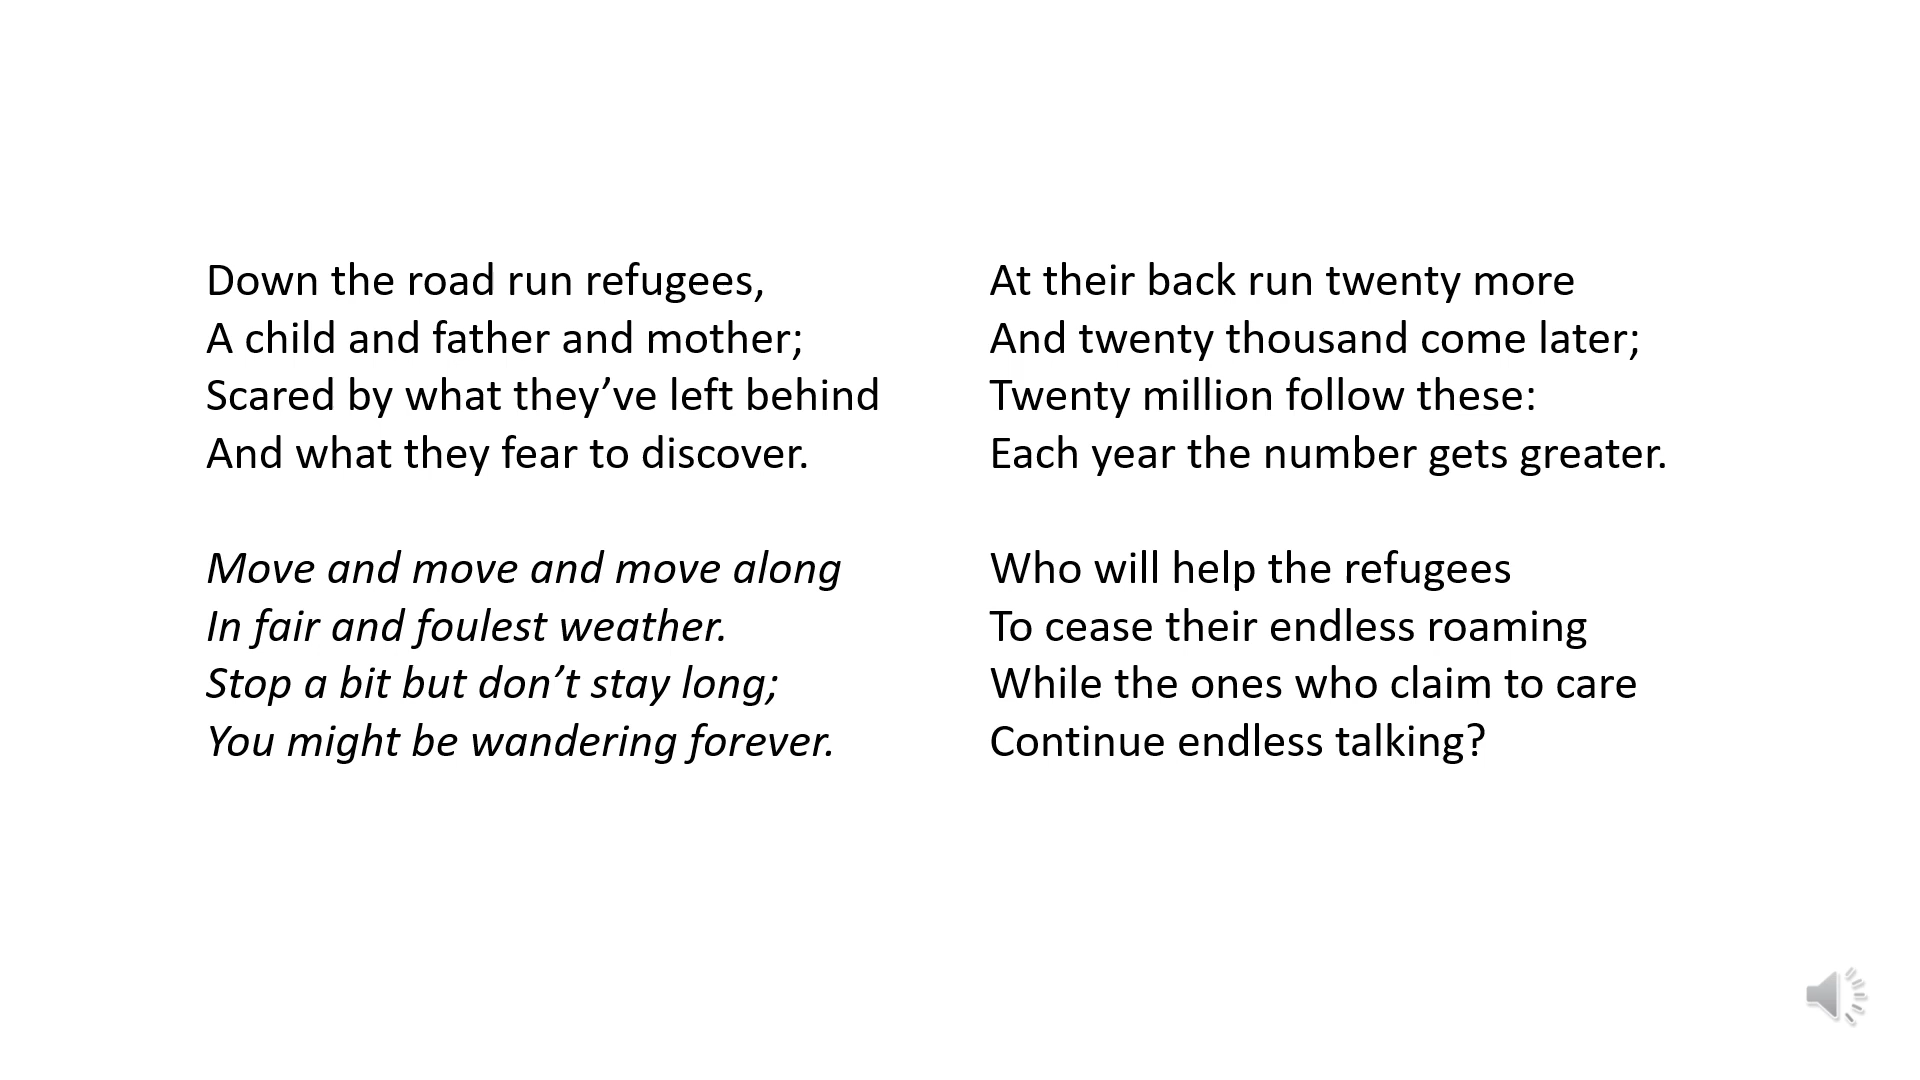 Down the road run refugees,
A child and father and mother;
Scared by what they’ve left behind
And what they fear to discover.
Move and move and move along
In fair and foulest weather.
Stop a bit but don’t stay long;
You might be wandering forever.
At their back run twenty more
And twenty thousand come later;
Twenty million follow these:
Each year the number gets greater.
Who will help the refugees
To cease their endless roaming
While the ones who claim to care
Continue endless talking?